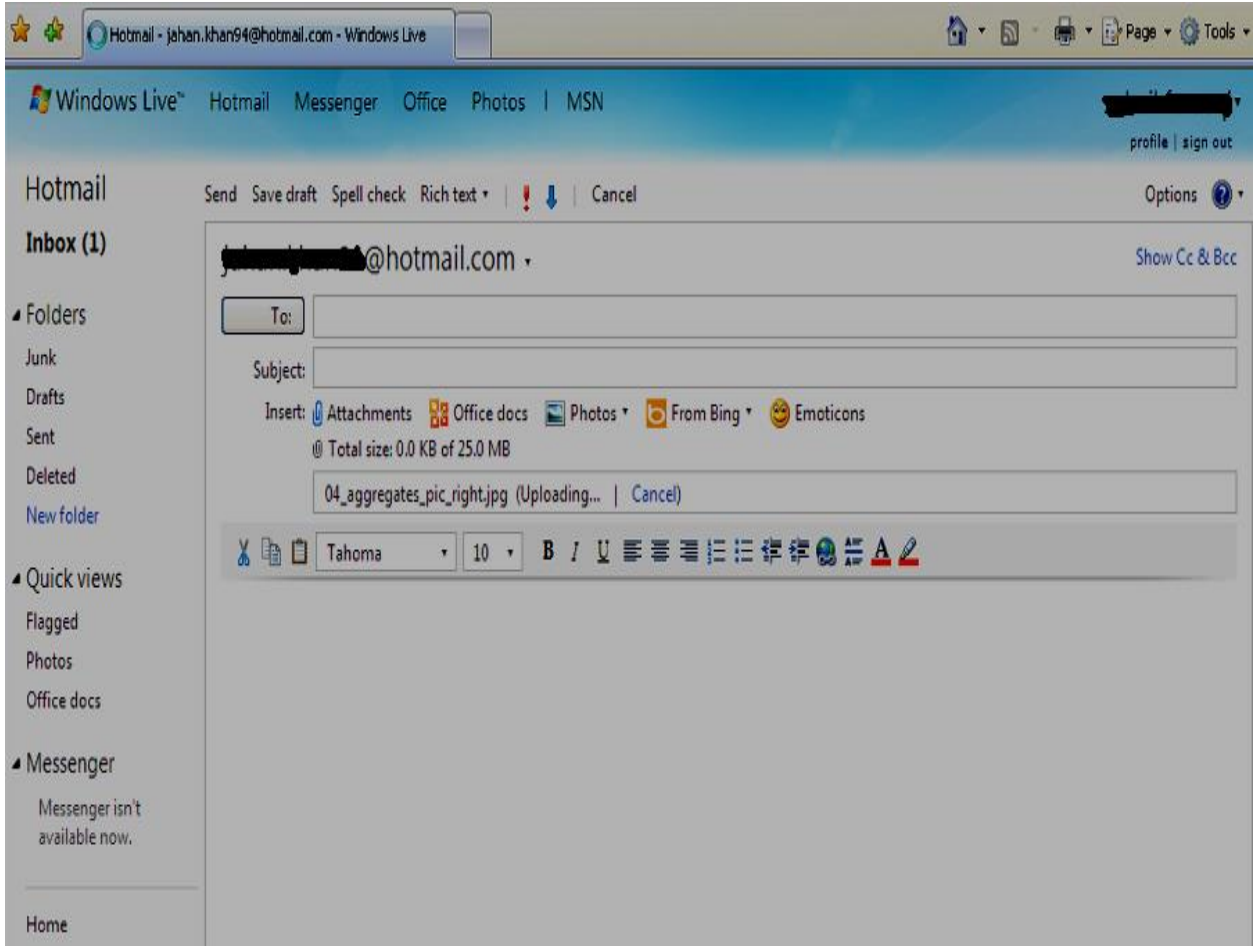 Hotmail - jahan.khan94@hotmail.com - Windows Live
Page Tools
Windows Live™ Hotmail Messenger Office Photos | MSN
profile | sign out
Hotmail
Send Save draft Spell check Rich text | Cancel
Options
Inbox (1)
@hotmail.com
Show Cc & Bcc
Folders
Junk
Drafts
Sent
Deleted
New folder
Quick views
Flagged
Photos
Office docs
Messenger
Messenger isn't
available now.
Home
To:
Subject:
Insert: Attachments Office docs Photos From Bing Emoticons
Total size: 0.0 KB of 25.0 MB
04_aggregates_pic_right.jpg (Uploading... | Cancel)
Tahoma 10 B I U A